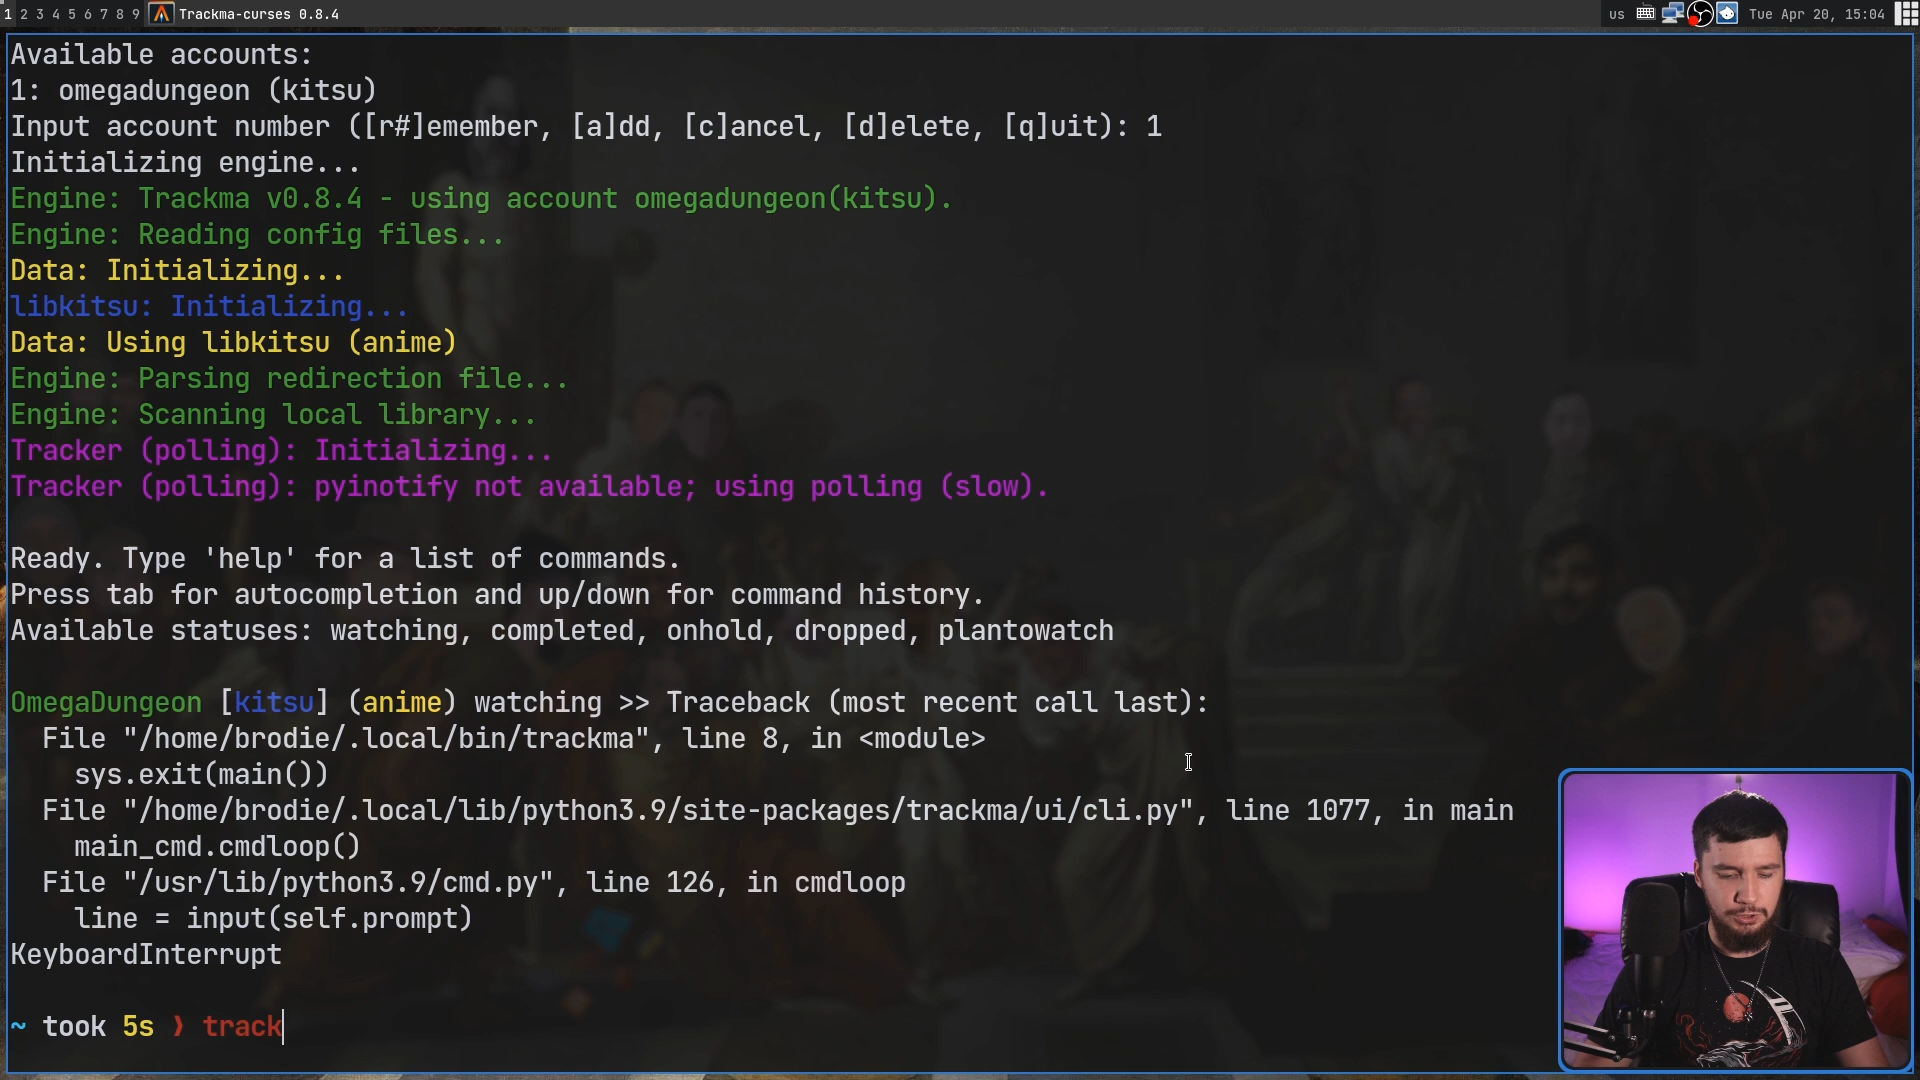 1 2 3 4 5 6 7 8 9 Trackma-curses 0.8.4 us Tue Apr 20, 15:04
Available accounts:
1: omegadungeon (kitsu)
Input account number ([r#]emember, [a]dd, [c]ancel, [d]elete, [q]uit): 1
Initializing engine...
Engine: Trackma v0.8.4 - using account omegadungeon(kitsu).
Engine: Reading config files...
Data: Initializing...
libkitsu: Initializing...
Data: Using libkitsu (anime)
Engine: Parsing redirection file...
Engine: Scanning local library...
Tracker (polling): Initializing...
Tracker (polling): pyinotify not available; using polling (slow).
Ready. Type 'help' for a list of commands.
Press tab for autocompletion and up/down for command history.
Available statuses: watching, completed, onhold, dropped, plantowatch
OmegaDungeon [kitsu] (anime) watching >> Traceback (most recent call last):
  File "/home/brodie/.local/bin/trackma", line 8, in <module>
    sys.exit(main())
  File "/home/brodie/.local/lib/python3.9/site-packages/trackma/ui/cli.py", line 1077, in main
    main_cmd.cmdloop()
  File "/usr/lib/python3.9/cmd.py", line 126, in cmdloop
    line = input(self.prompt)
KeyboardInterrupt
~ took 5s ❯ track